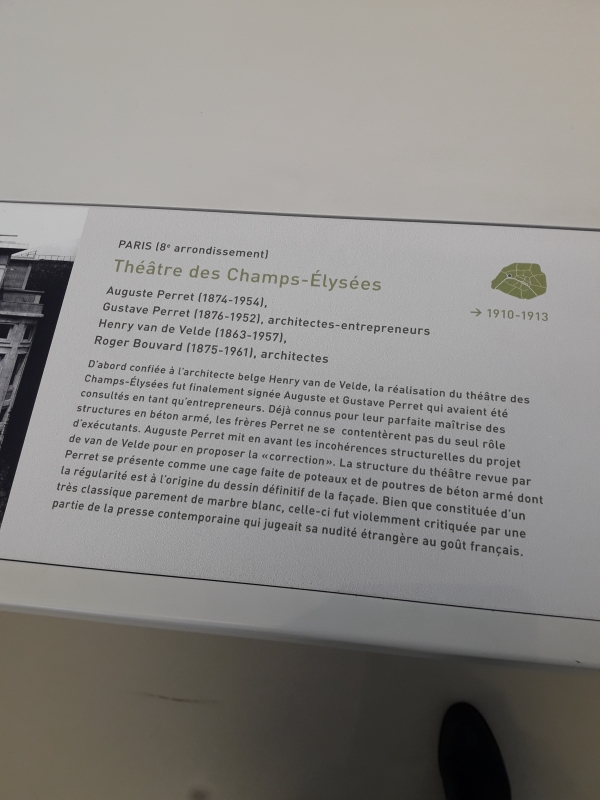 PARIS (8e arrondissement)
Théâtre des Champs-Élysées
→ 1910-1913
Auguste Perret (1874-1954),
Gustave Perret (1876-1952), architectes-entrepreneurs
Henry van de Velde (1863-1957),
Roger Bouvard (1875-1961), architectes
D'abord confiée à l'architecte belge Henry van de Velde, la réalisation du théâtre des
Champs-Élysées fut finalement signée Auguste et Gustave Perret qui avaient été
consultés en tant qu'entrepreneurs. Déjà connus pour leur parfaite maîtrise des
structures en béton armé, les frères Perret ne se contentèrent pas du seul rôle
d'exécutants. Auguste Perret mit en avant les incohérences structurelles du projet
de van de Velde pour en proposer la «correction». La structure du théâtre revue par
Perret se présente comme une cage faite de poteaux et de poutres de béton armé dont
la régularité est à l'origine du dessin définitif de la façade. Bien que constituée d'un
très classique parement de marbre blanc, celle-ci fut violemment critiquée par une
partie de la presse contemporaine qui jugeait sa nudité étrangère au goût français.